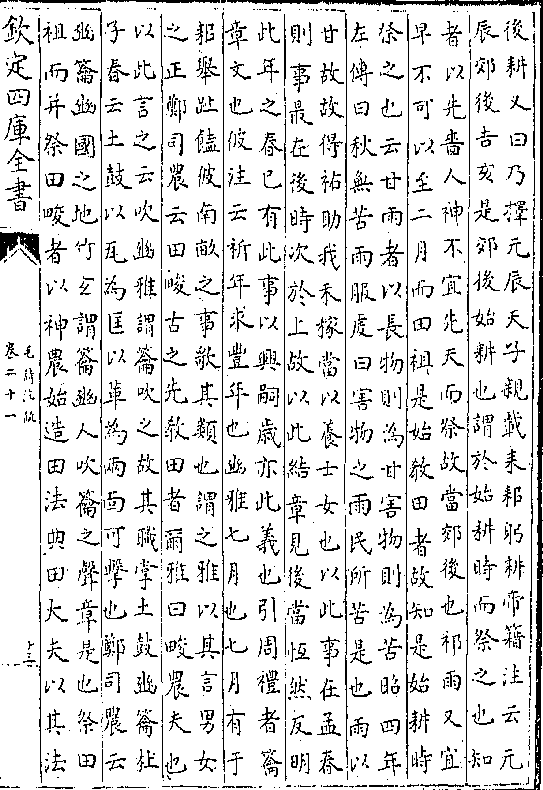 後耕又曰乃擇元辰天子親載耒耜躬耕帝籍注云元
辰郊後吉亥是郊後始耕也謂於始耕時而祭之也知
者以先嗇人神不宜先天而祭故當郊後也祁雨又宜
早不可以至二月而田祖是始敎田者故知是始耕時
祭之也云甘雨者以長物則為甘害物則為苦昭四年
左傳曰秋無苦雨服虔曰害物之雨民所苦是也雨以
甘故故得祐助我禾稼當以養士女也以此事在孟春
則事最在後時次於上故以此結章見後當恒然反明
此年之春已有此事以興嗣歲亦此義也引周禮者籥
章文也彼注云祈年求豐年也豳雅七月也七月有于
耜舉趾饁彼南畝之事歌其類也謂之雅以其言男女
之正鄭司農云田畯古之先敎田者爾雅曰畯農夫也
以此言之云吹豳雅謂籥吹之故其職掌土鼓豳籥杜
子春云土鼓以瓦為匡以革為兩面可擊也鄭司農云
豳籥豳國之地竹玄謂籥豳人吹籥之聲章是也祭田
祖而并祭田畯者以神農始造田法典田大夫以其法
欽定四庫全書
毛詩注疏
卷二十一